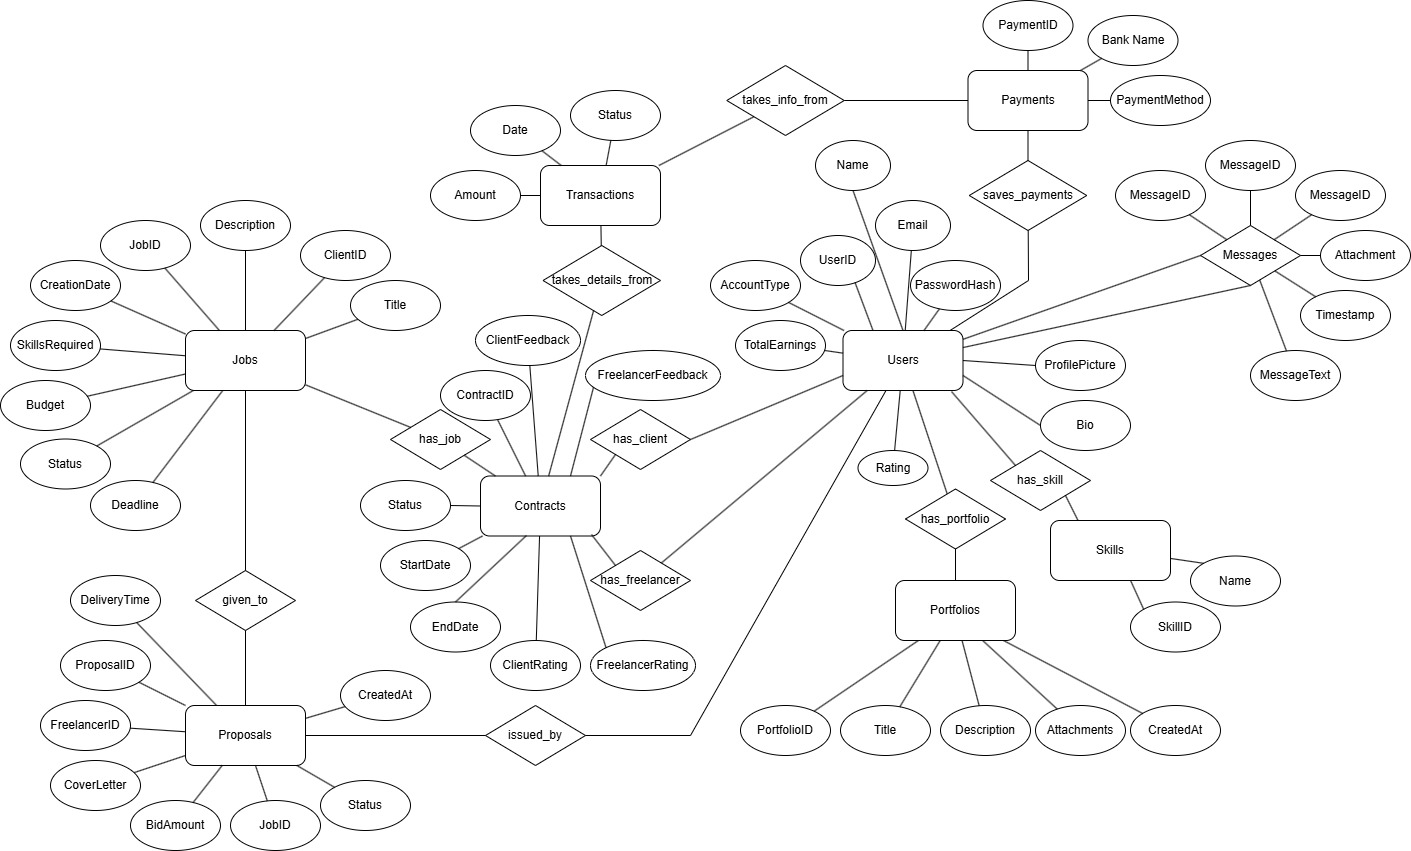 PaymentID
Bank Name
takes_info_from
Payments
PaymentMethod
Status
Date
Name
MessageID
Amount
Transactions
saves_payments
MessageID
MessageID
Description
Email
JobID
ClientID
UserID
Messages
Attachment
takes_details_from
CreationDate
AccountType
PasswordHash
Title
Timestamp
ClientFeedback
SkillsRequired
TotalEarnings
Jobs
Users
ProfilePicture
FreelancerFeedback
MessageText
ContractID
Budget
Bio
has_job
has_client
Status
Rating
has_skill
Deadline
Status
Contracts
has_portfolio
Skills
StartDate
has_freelancer
Name
DeliveryTime
given_to
Portfolios
EndDate
SkillID
ProposalID
ClientRating
FreelancerRating
CreatedAt
FreelancerID
PortfolioID
Title
Description
Attachments
CreatedAt
Proposals
issued_by
CoverLetter
Status
BidAmount
JobID